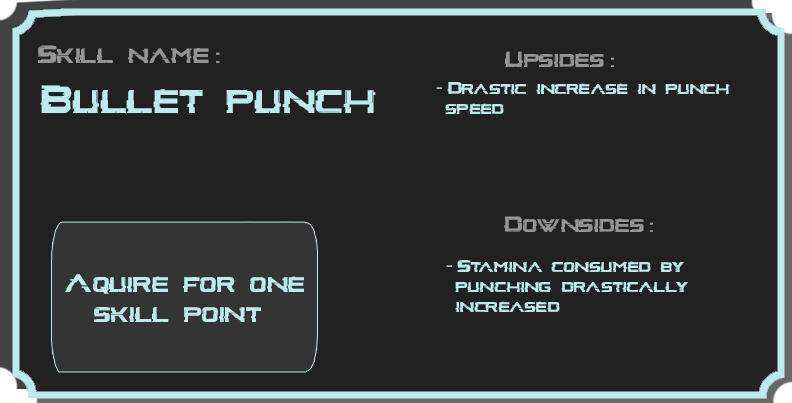 Skill name:
Bullet punch
Aquire for one
skill point
Upsides:
- Drastic increase in punch
speed
Downsides:
- Stamina consumed by
punching drastically
increased